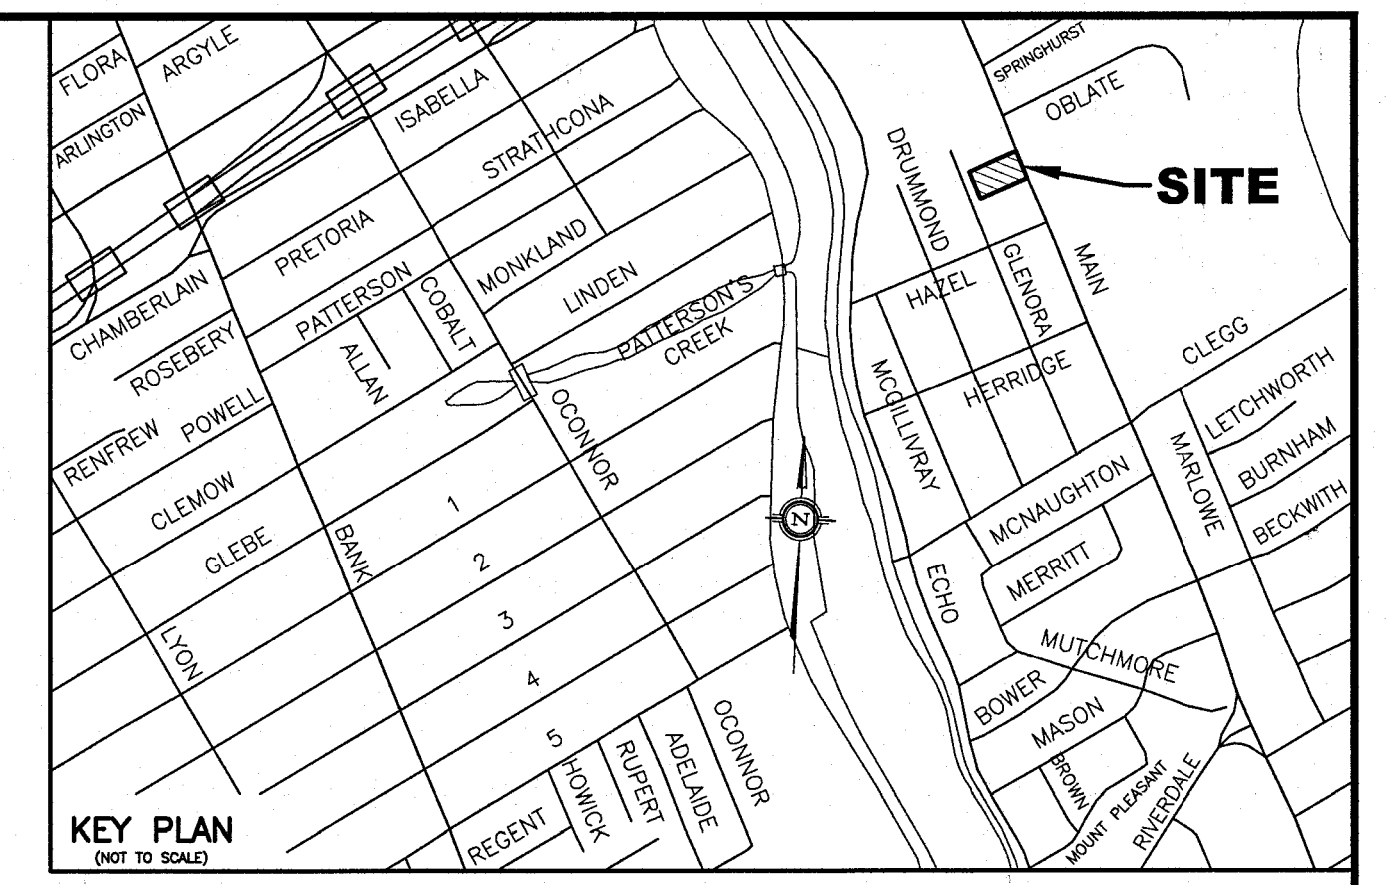 FLORA
ARGYLE
ARLINGTON
ISABELLA
STRATHCONA
SPRINGHURST
OBLATE
DRUMMOND
SITE
PRETORIA
PATTERSON
COBALT
MONKLAND
LINDEN
PATTERSON'S
CREEK
HAZEL
GLENORA
MAIN
CHAMBERLAIN
ROSEBERY
ALLAN
RENFREW
POWELL
CLEMOW
GLEBE
OCONNOR
MCGILLIVRAY
HERRIDGE
CLEGG
LETCHWORTH
BURNHAM
BECKWITH
MARLOWE
MCNAUGHTON
MERRITT
BANK
1
2
3
4
5
N
ECHO
LYON
MUTCHMORE
BOWER
MASON
BROWN
MOUNT PLEASANT
RIVERDALE
OCONNOR
ADELAIDE
RUPERT
HOWICK
REGENT
KEY PLAN
(NOT TO SCALE)